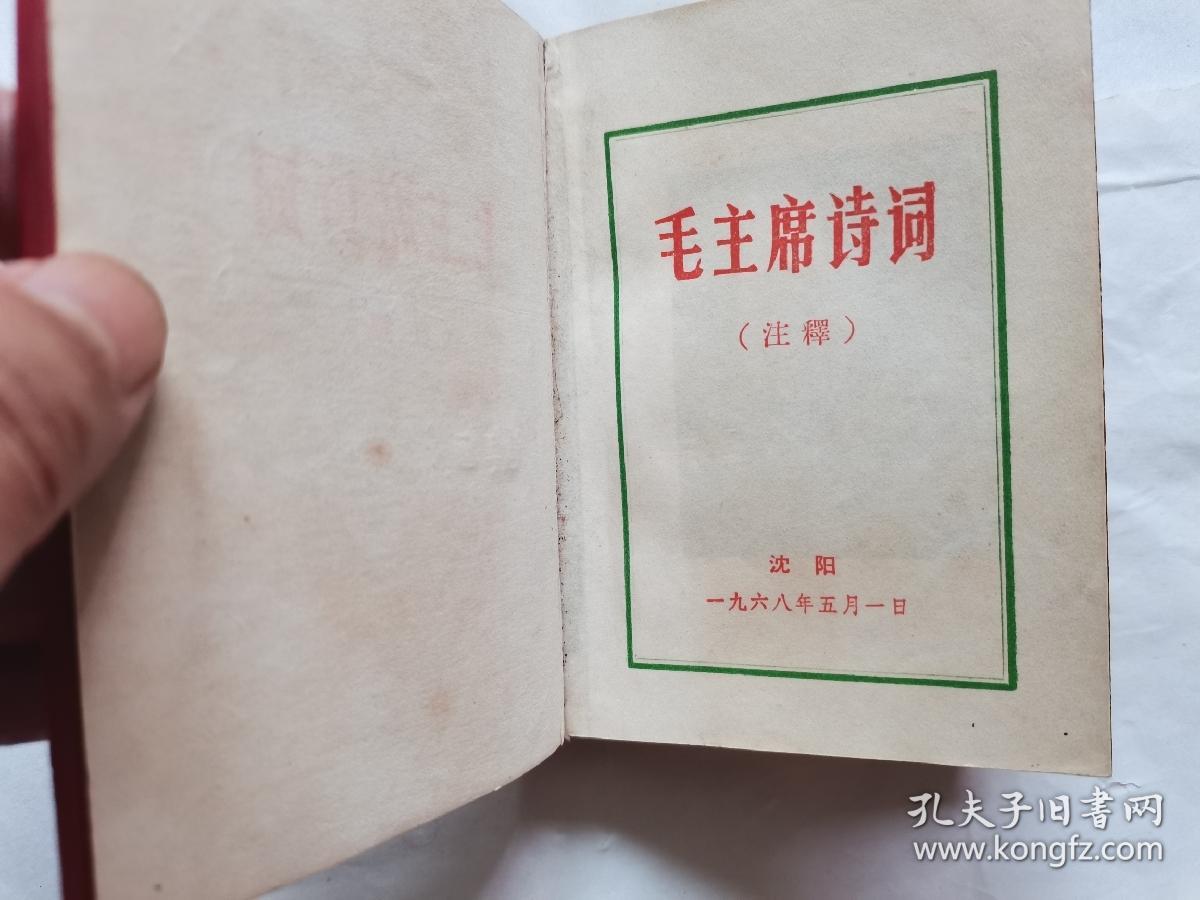 毛主席诗词
（注釋）
沈阳
一九六八年五月一日
孔夫子旧書网
www.kongfz.com